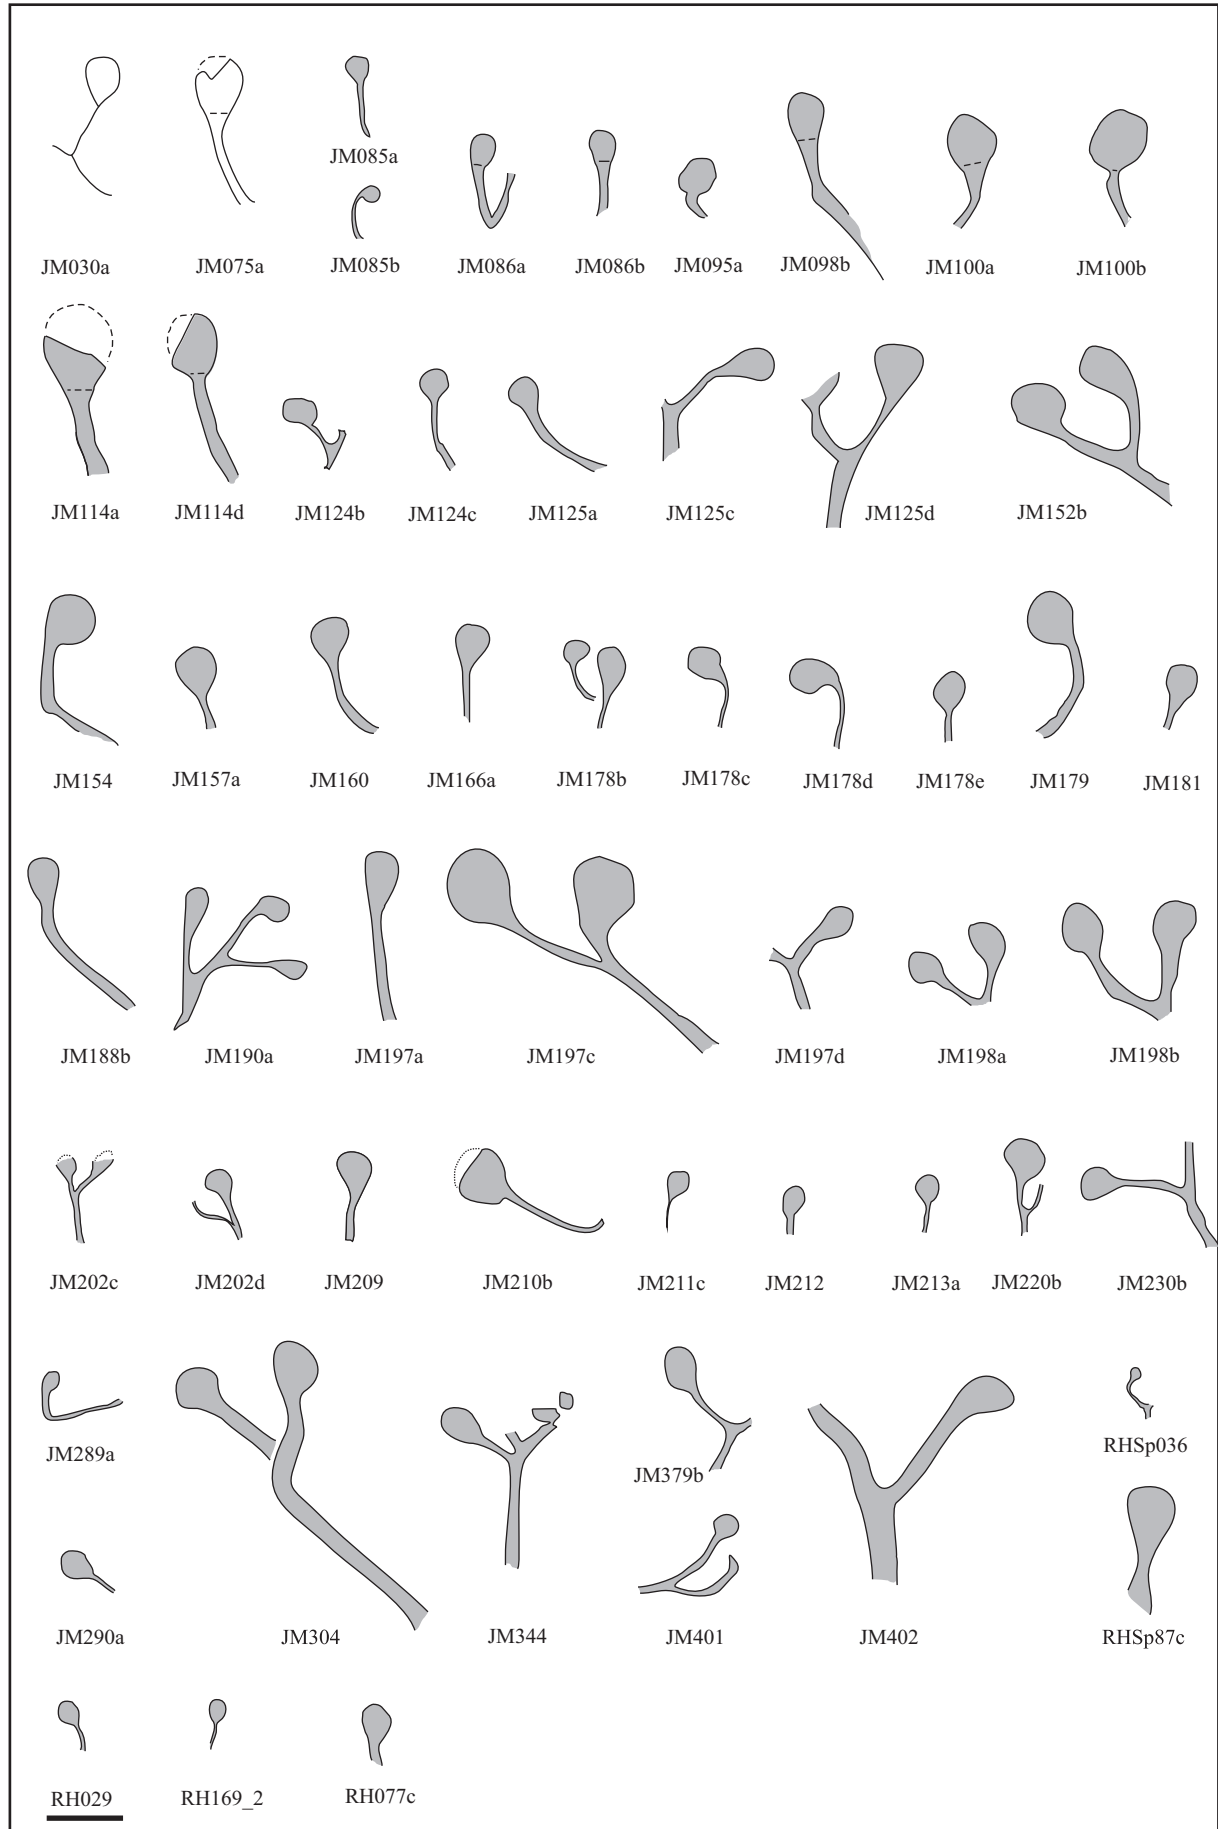 JM085a
JM030a JM075a JM085b JM086a JM086b JM095a JM098b JM100a JM100b
JM114a JM114d JM124b JM124c JM125a JM125c JM125d JM152b
JM154 JM157a JM160 JM166a JM178b JM178c JM178d JM178e JM179 JM181
JM188b JM190a JM197a JM197c JM197d JM198a JM198b
JM202c JM202d JM209 JM210b JM211c JM212 JM213a JM220b JM230b
JM289a JM379b RHSp036
JM290a JM304 JM344 JM401 JM402 RHSp87c
RH029 RH169_2 RH077c